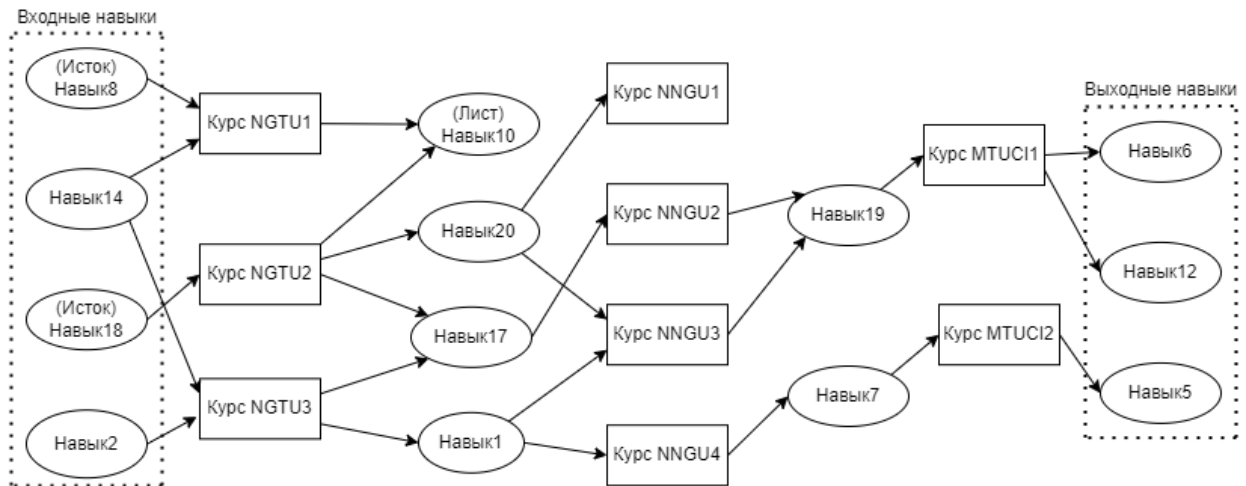 Входные навыки
(Исток)
Навык8
Навык14
(Исток)
Навык18
Навык2
Курс NGTU1
Курс NGTU2
Курс NGTU3
(Лист)
Навык10
Навык20
Навык17
Навык1
Курс NNGU1
Курс NNGU2
Курс NNGU3
Курс NNGU4
Навык19
Навык7
Курс MTUCI1
Курс MTUCI2
Выходные навыки
Навык6
Навык12
Навык5